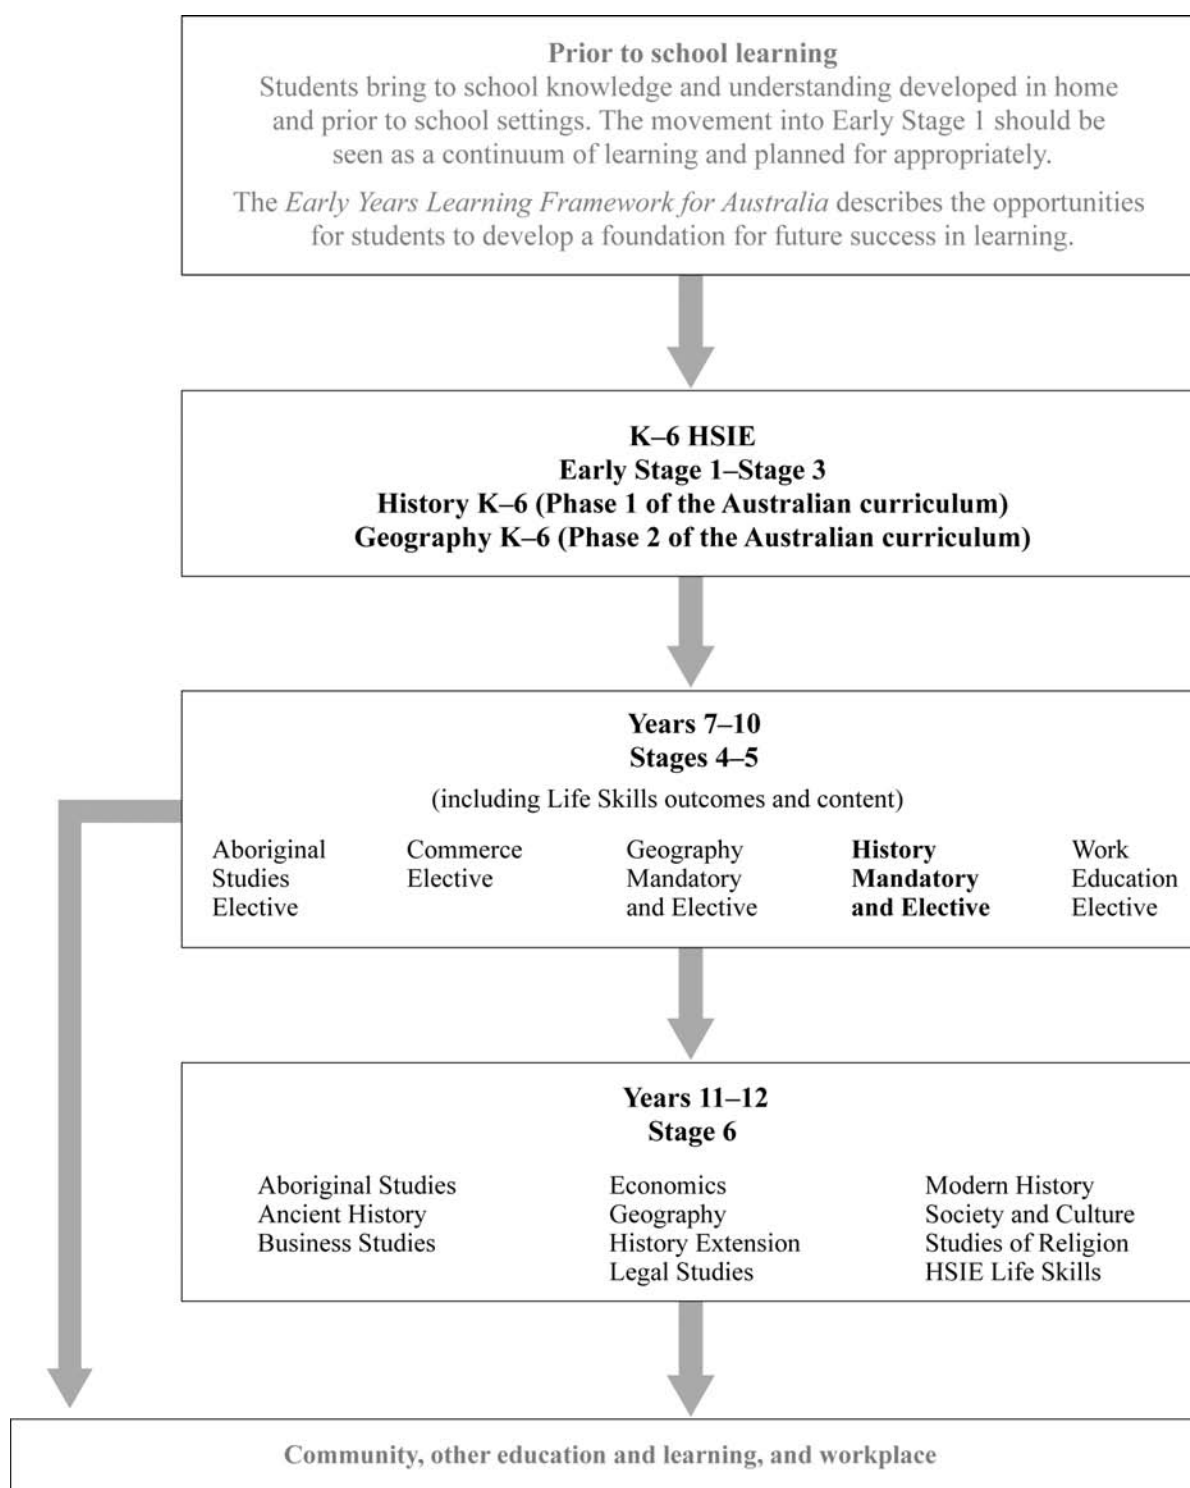 Prior to school learning
Students bring to school knowledge and understanding developed in home
and prior to school settings. The movement into Early Stage 1 should be
seen as a continuum of learning and planned for appropriately.
The Early Years Learning Framework for Australia describes the opportunities
for students to develop a foundation for future success in learning.
K–6 HSIE
Early Stage 1–Stage 3
History K–6 (Phase 1 of the Australian curriculum)
Geography K–6 (Phase 2 of the Australian curriculum)
Years 7–10
Stages 4–5
(including Life Skills outcomes and content)
Aboriginal
Studies
Elective
Commerce
Elective
Geography
Mandatory
and Elective
History
Mandatory
and Elective
Work
Education
Elective
Years 11–12
Stage 6
Aboriginal Studies
Ancient History
Business Studies
Economics
Geography
History Extension
Legal Studies
Modern History
Society and Culture
Studies of Religion
HSIE Life Skills
Community, other education and learning, and workplace